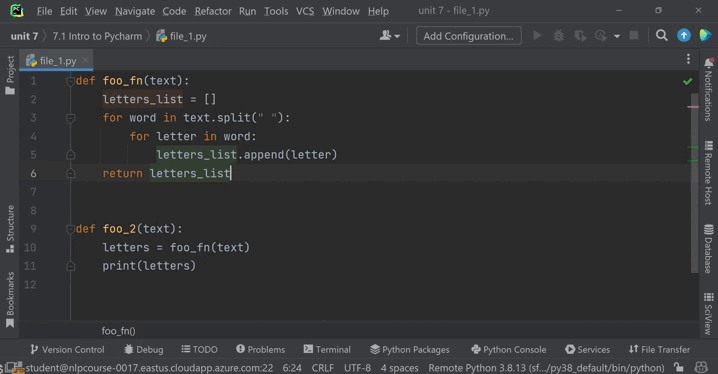 PC File Edit View Navigate Code Refactor Run Tools VCS Window Help unit 7 - file_1.py
unit 7 7.1 Intro to Pycharm file_1.py Add Configuration...
Project
file_1.py
1 def foo_fn(text):
2 letters_list = []
3 for word in text.split(" "):
4 for letter in word:
5 letters_list.append(letter)
6 return letters_list
7
8
9 def foo_2(text):
10 letters = foo_fn(text)
11 print(letters)
12
Structure
Bookmarks
Notifications
Remote Host
Database
SciView
foo_fn()
Version Control Debug TODO Problems Terminal Python Packages Python Console Services File Transfer
student@nlpcourse-0017.eastus.cloudapp.azure.com:22 6:24 CRLF UTF-8 4 spaces Remote Python 3.8.13 (sf.../py38_default/bin/python)